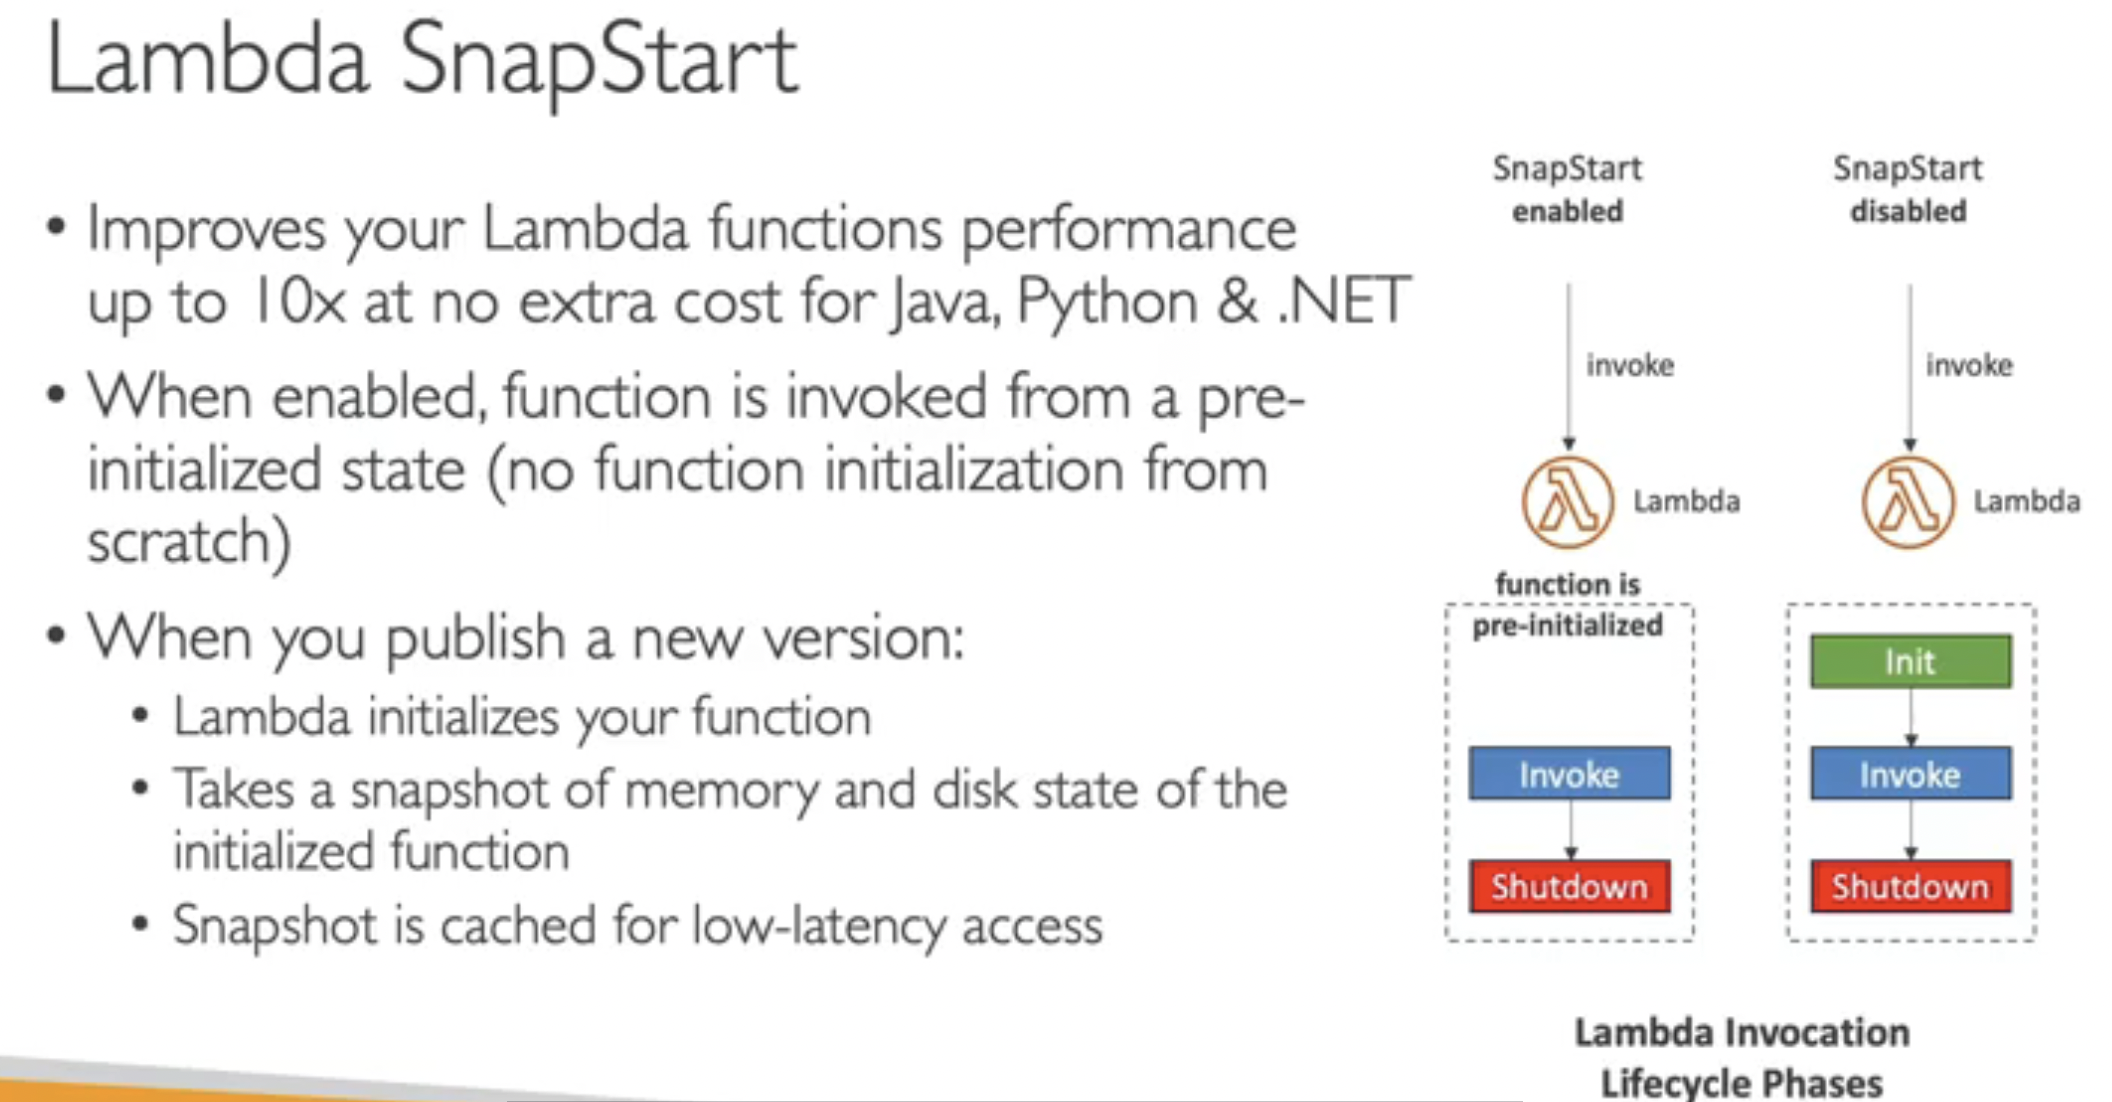 Lambda SnapStart
• Improves your Lambda functions performance
up to 10x at no extra cost for Java, Python & .NET
• When enabled, function is invoked from a pre-
initialized state (no function initialization from
scratch)
• When you publish a new version:
• Lambda initializes your function
• Takes a snapshot of memory and disk state of the
initialized function
• Snapshot is cached for low-latency access
SnapStart
enabled
invoke
Lambda
function is
pre-initialized
Invoke
Shutdown
SnapStart
disabled
invoke
Lambda
Init
Invoke
Shutdown
Lambda Invocation
Lifecycle Phases